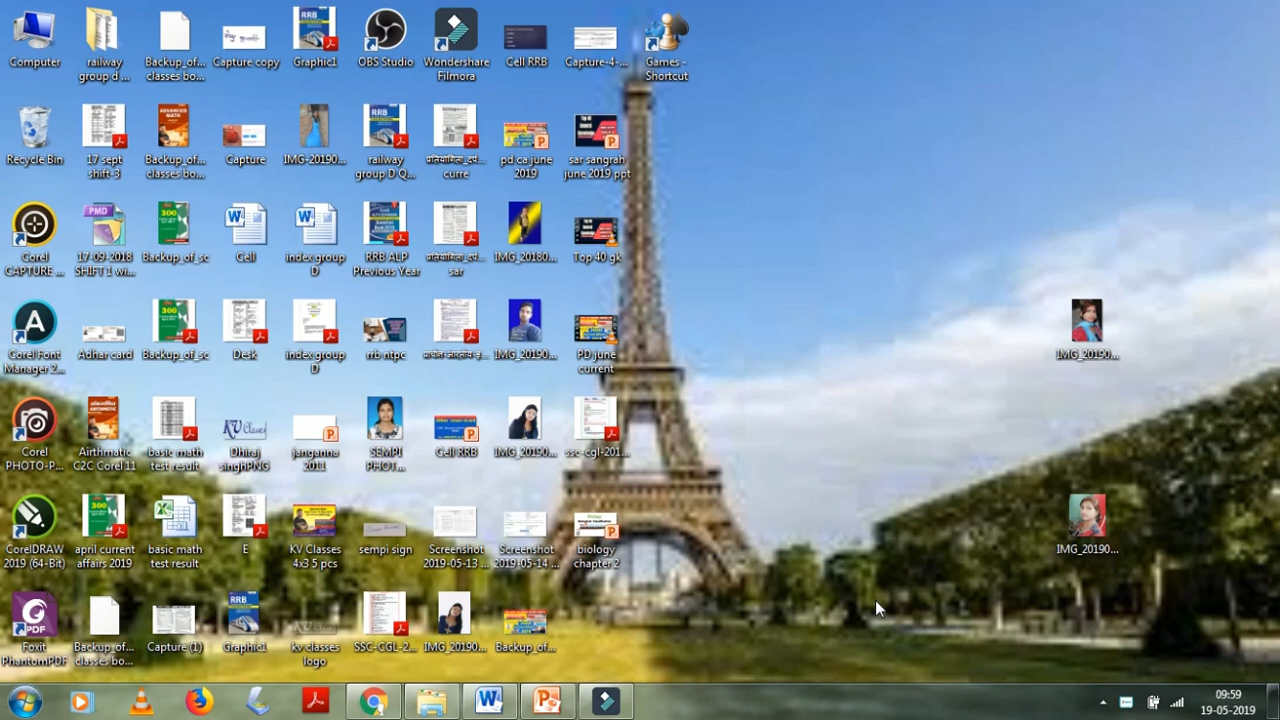 Computer
railway
group d ...
Backup_of...
classes bo...
Capture copy
Graphic1
OBS Studio
Wondershare
Filmora
Cell RRB
Capture-4-...
Games -
Shortcut
Recycle Bin
17 sept
shift-3
Backup_of...
classes bo...
Capture
IMG-20190...
railway
group D Q...
curre
pd ca june
2019
sar sangrah
june 2019 ppt
Corel
CAPTURE ...
17-09-2018
SHIFT 1 wi...
Backup_of_sc
Cell
index group
D
RRB ALP
Previous Year
sar
IMG_20180...
Top 40 gk
Corel Font
Manager 2...
Adhar card
Backup_of_sc
Desk
index group
D
rrb ntpc
IMG_20190...
PD june
current
IMG_20190...
Corel
PHOTO-P...
Airthmatic
C2C Corel 11
basic math
test result
Dhiraj
singhPNG
janganna
2011
SEMPI
PHOT...
Cell RRB
IMG_20190...
ssc-cgl-201...
CorelDRAW
2019 (64-Bit)
april current
affairs 2019
basic math
test result
E
KV Classes
4x3 5 pcs
sempi sign
Screenshot
2019-05-13 ...
Screenshot
2019-05-14 ...
biology
chapter 2
IMG_20190...
Foxit
PhantomPDF
Backup_of...
classes bo...
Capture (1)
Graphic1
kv classes
logo
SSC-CGL-2...
IMG_20190...
Backup_of...
09:59
19-05-2019